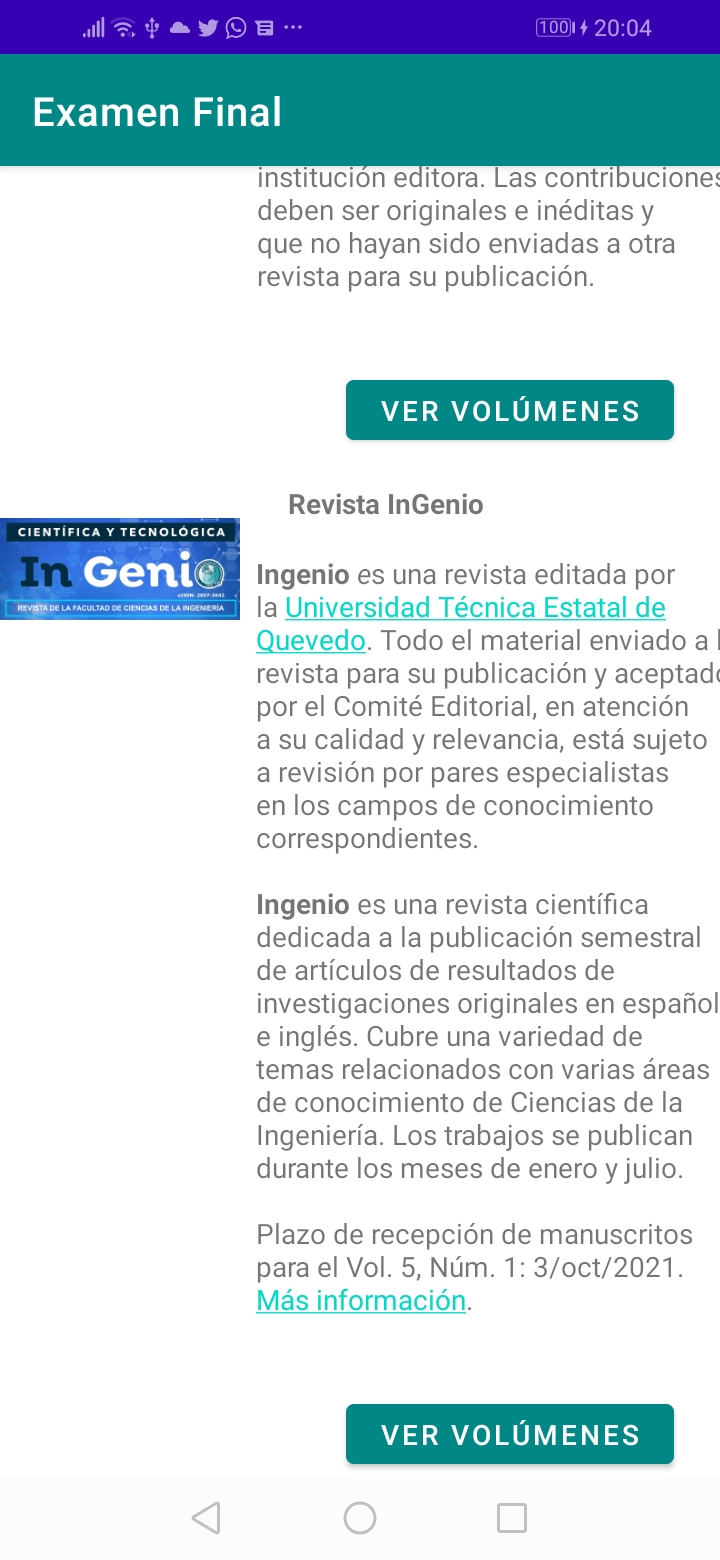 100 20:04
Examen Final
institución editora. Las contribuciones
deben ser originales e inéditas y
que no hayan sido enviadas a otra
revista para su publicación.
VER VOLÚMENES
Revista InGenio
CIENTÍFICA Y TECNOLÓGICA
In Genio
eISSN: 2697-3642
REVISTA DE LA FACULTAD DE CIENCIAS DE LA INGENIERÍA
Ingenio es una revista editada por
la Universidad Técnica Estatal de
Quevedo. Todo el material enviado a l
revista para su publicación y aceptado
por el Comité Editorial, en atención
a su calidad y relevancia, está sujeto
a revisión por pares especialistas
en los campos de conocimiento
correspondientes.
Ingenio es una revista científica
dedicada a la publicación semestral
de artículos de resultados de
investigaciones originales en español
e inglés. Cubre una variedad de
temas relacionados con varias áreas
de conocimiento de Ciencias de la
Ingeniería. Los trabajos se publican
durante los meses de enero y julio.
Plazo de recepción de manuscritos
para el Vol. 5, Núm. 1: 3/oct/2021.
Más información.
VER VOLÚMENES